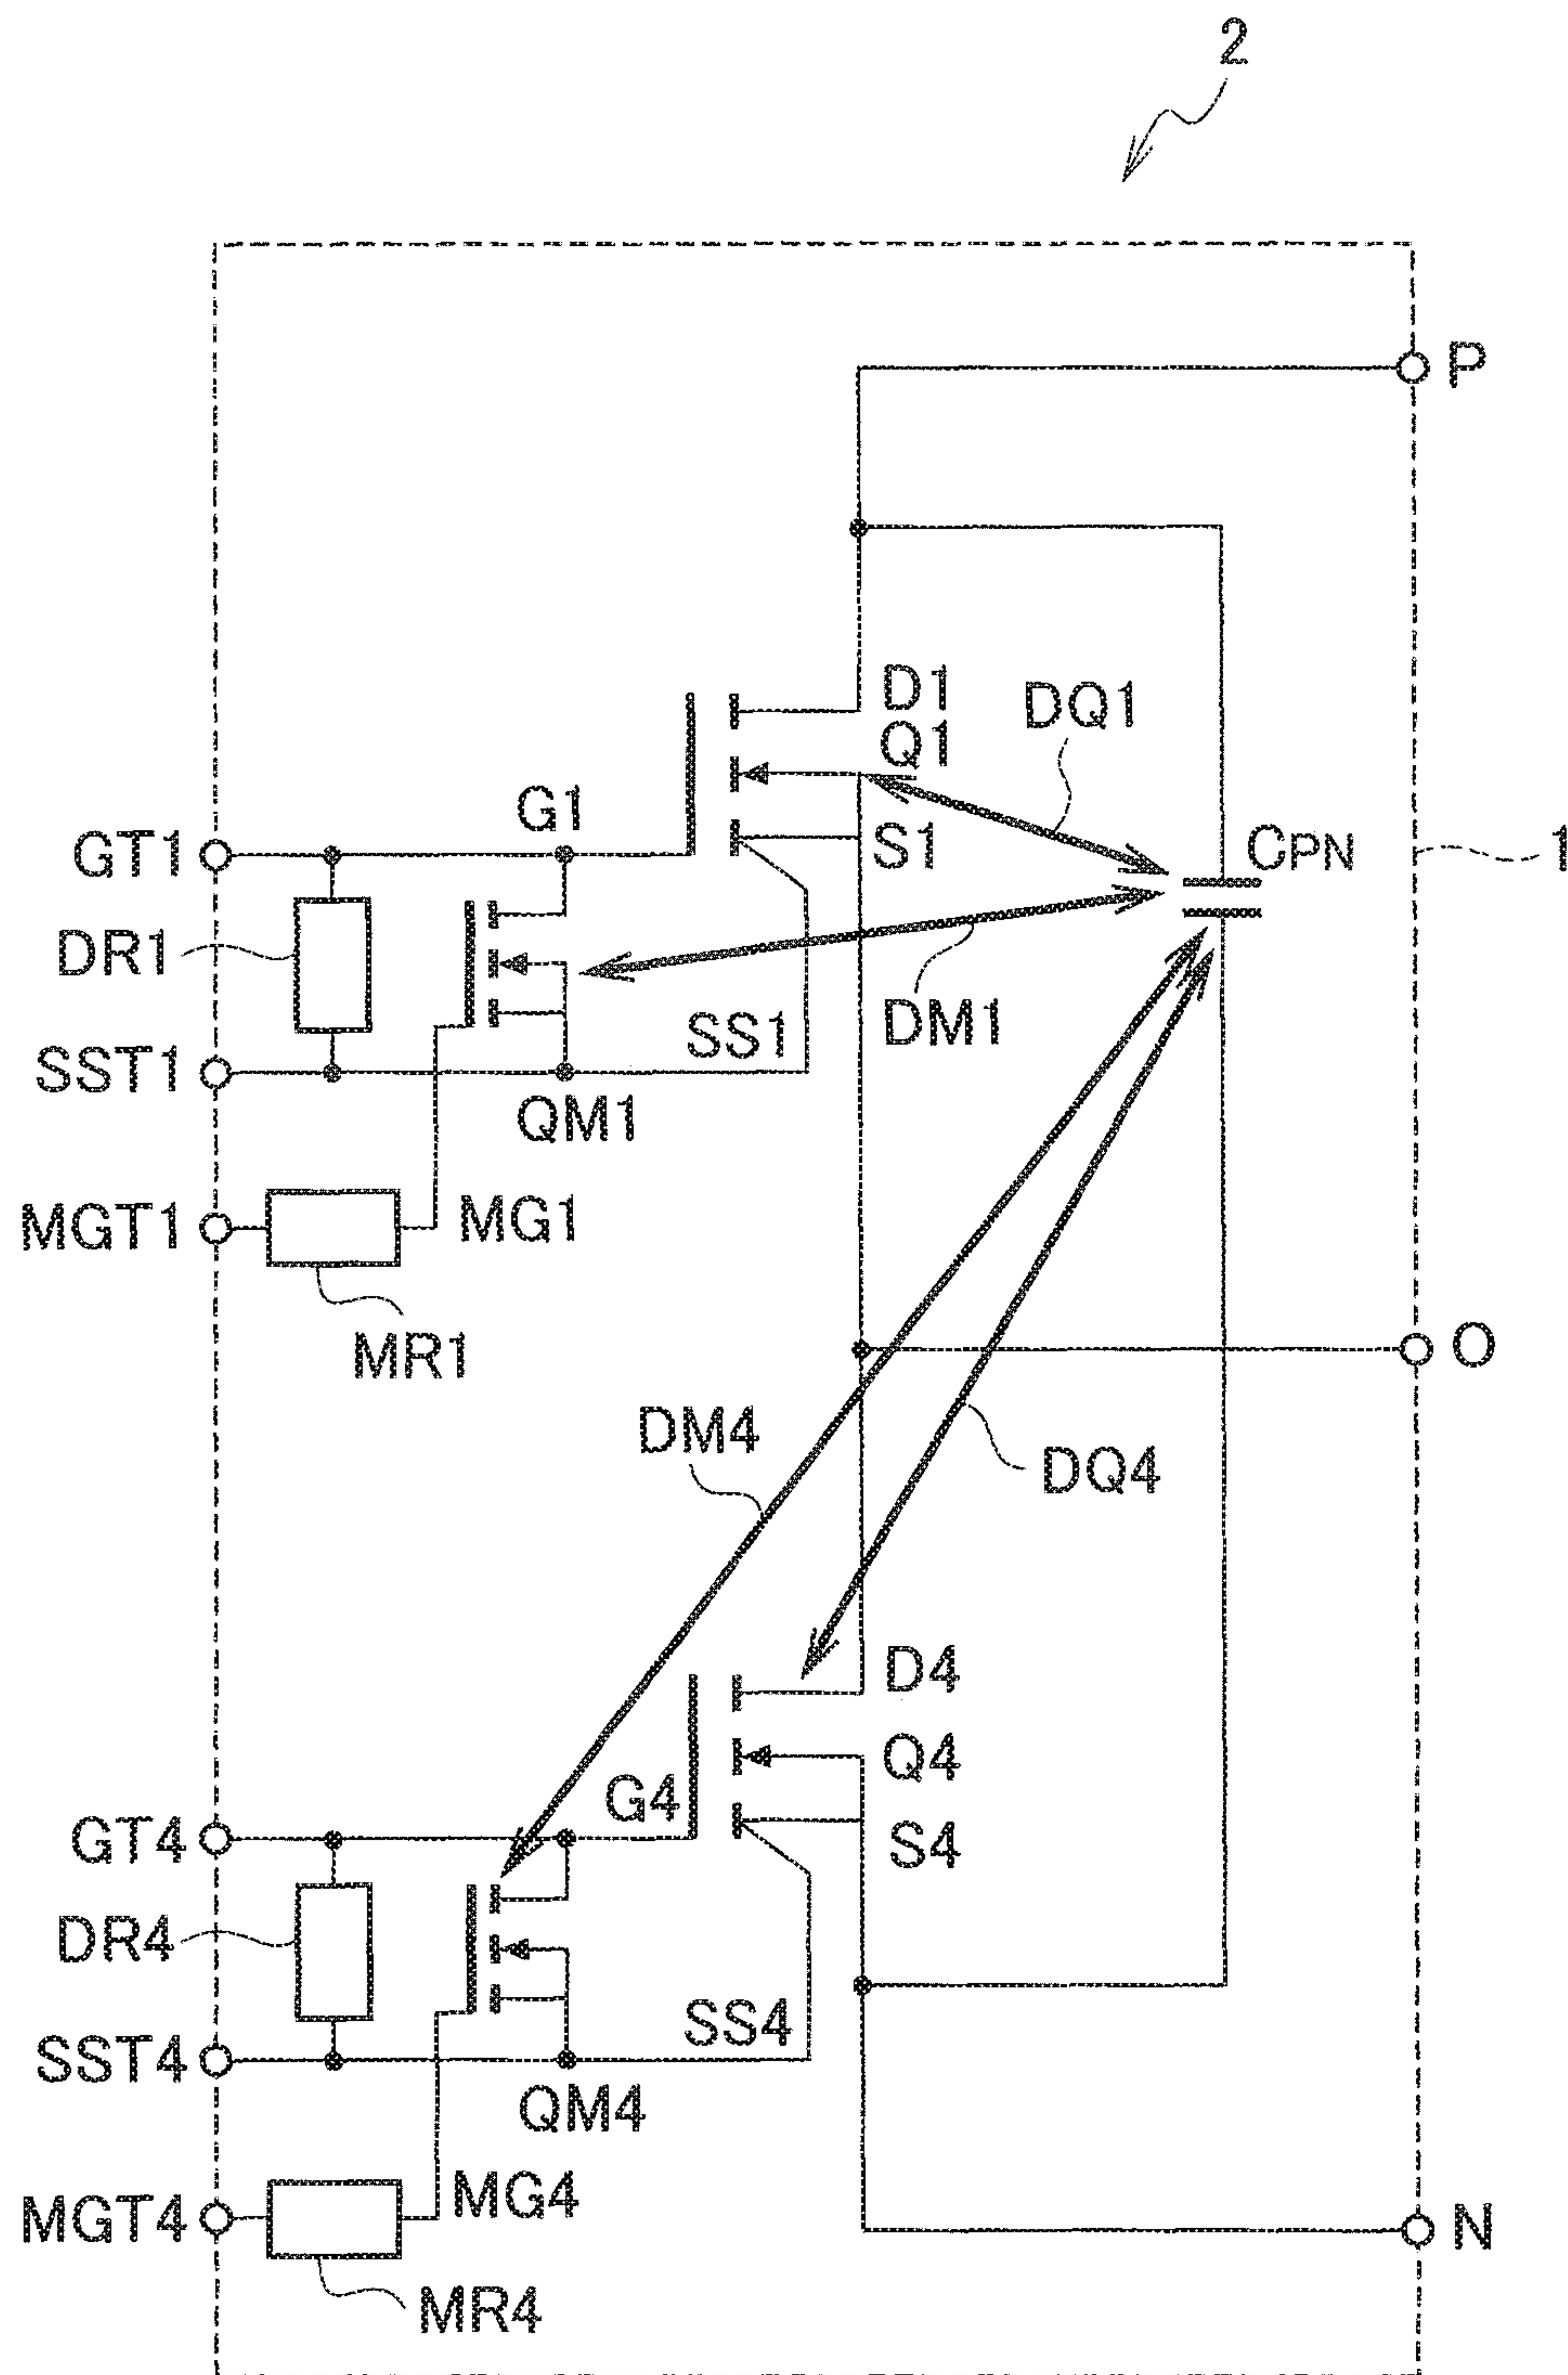 2
P
D1
DQ1
Q1
G1
S1
CPN
GT1
1
DR1
DM1
SS1
SST1
QM1
MGT1
MG1
MR1
O
DM4
DQ4
D4
Q4
G4
S4
GT4
DR4
SS4
SST4
QM4
MG4
MGT4
N
MR4